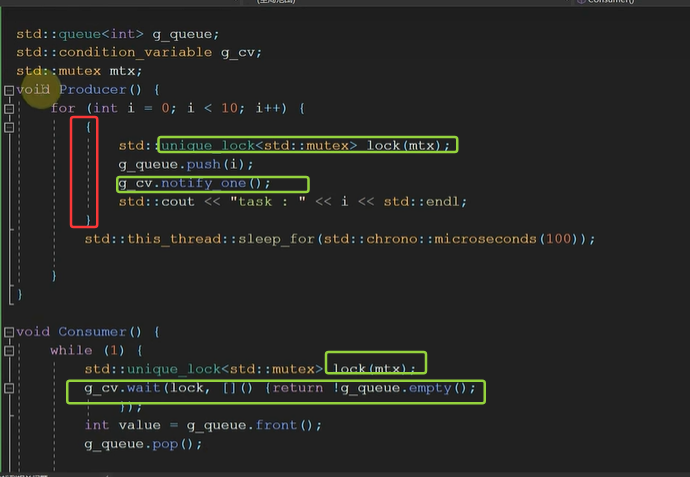 std::queue<int> g_queue;
std::condition_variable g_cv;
std::mutex mtx;
void Producer() {
for (int i = 0; i < 10; i++) {
{
std::unique_lock<std::mutex> lock(mtx);
g_queue.push(i);
g_cv.notify_one();
std::cout << "task : " << i << std::endl;
}
std::this_thread::sleep_for(std::chrono::microseconds(100));
}
}
void Consumer() {
while (1) {
std::unique_lock<std::mutex> lock(mtx);
g_cv.wait(lock, []() {return !g_queue.empty();
});
int value = g_queue.front();
g_queue.pop();